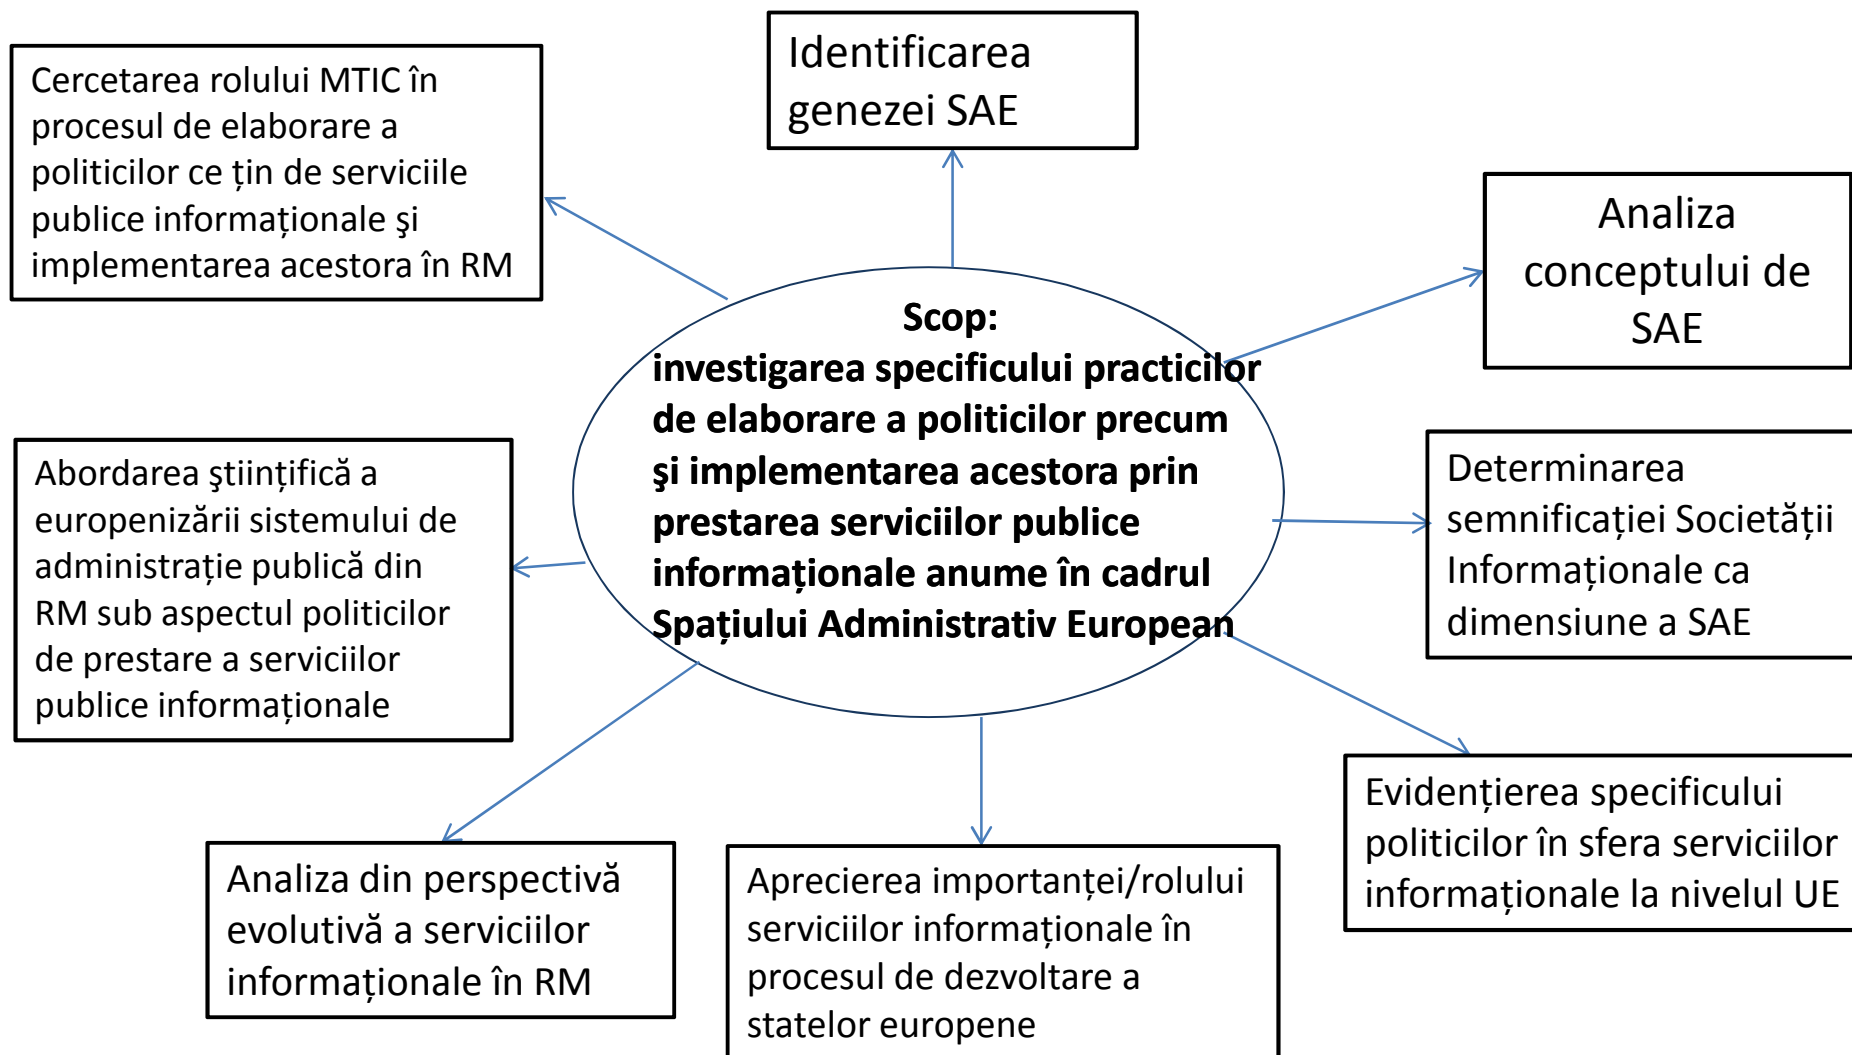 Identificarea
genezei SAE
Cercetarea rolului MTIC în
procesul de elaborare a
politicilor ce țin de serviciile
publice informaționale şi
implementarea acestora în RM
Analiza
conceptului de
SAE
Scop:
investigarea specificului practicilor
de elaborare a politicilor precum
şi implementarea acestora prin
prestarea serviciilor publice
informaționale anume în cadrul
Spațiului Administrativ European
Determinarea
semnificației Societății
Informaționale ca
dimensiune a SAE
Abordarea ştiințifică a
europenizării sistemului de
administrație publică din
RM sub aspectul politicilor
de prestare a serviciilor
publice informaționale
Evidențierea specificului
politicilor în sfera serviciilor
informaționale la nivelul UE
Analiza din perspectivă
evolutivă a serviciilor
informaționale în RM
Aprecierea importanței/rolului
serviciilor informaționale în
procesul de dezvoltare a
statelor europene